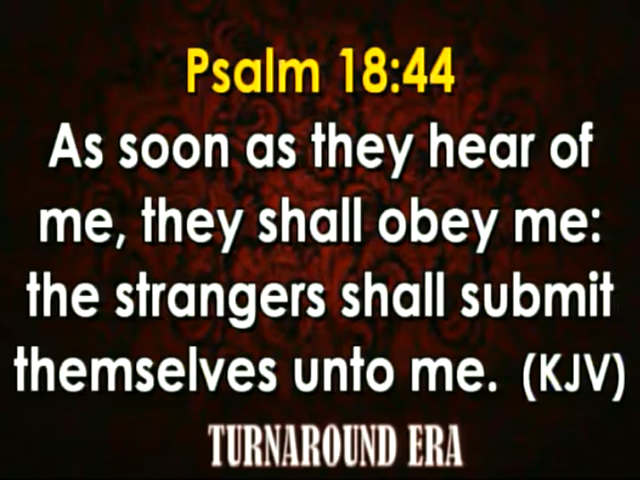 Psalm 18:44
As soon as they hear of
me, they shall obey me:
the strangers shall submit
themselves unto me. (KJV)
TURNAROUND ERA